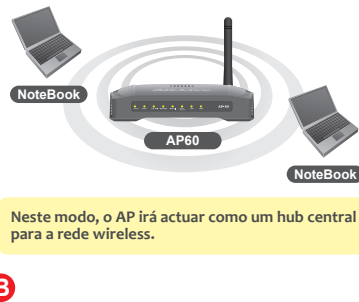 NoteBook
AP60
NoteBook
Neste modo, o AP irá actuar como um hub central
para a rede wireless.